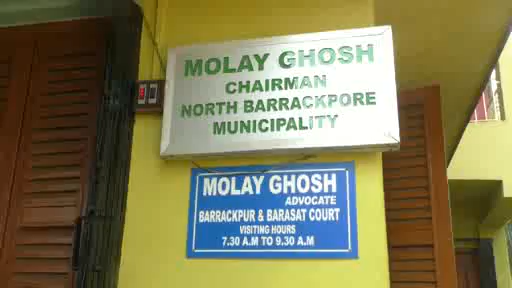 MOLAY GHOSH
CHAIRMAN
NORTH BARRACKPORE
MUNICIPALITY
MOLAY GHOSH
ADVOCATE
BARRACKPUR & BARASAT COURT
VISITING HOURS
7.30 A.M TO 9.30 A.M